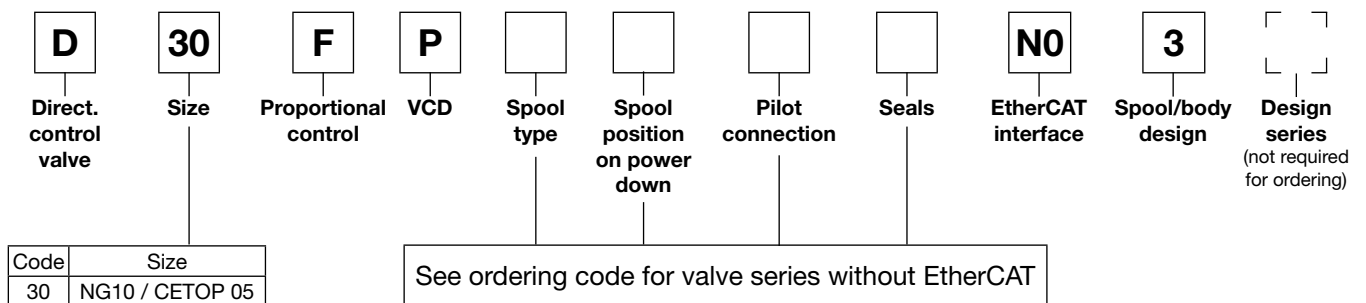 D 30 F P N0 3
Direct. control valve
Size
Proportional control
VCD
Spool type
Spool position on power down
Pilot connection
Seals
EtherCAT interface
Spool/body design
Design series (not required for ordering)
Code Size
30 NG10 / CETOP 05
See ordering code for valve series without EtherCAT